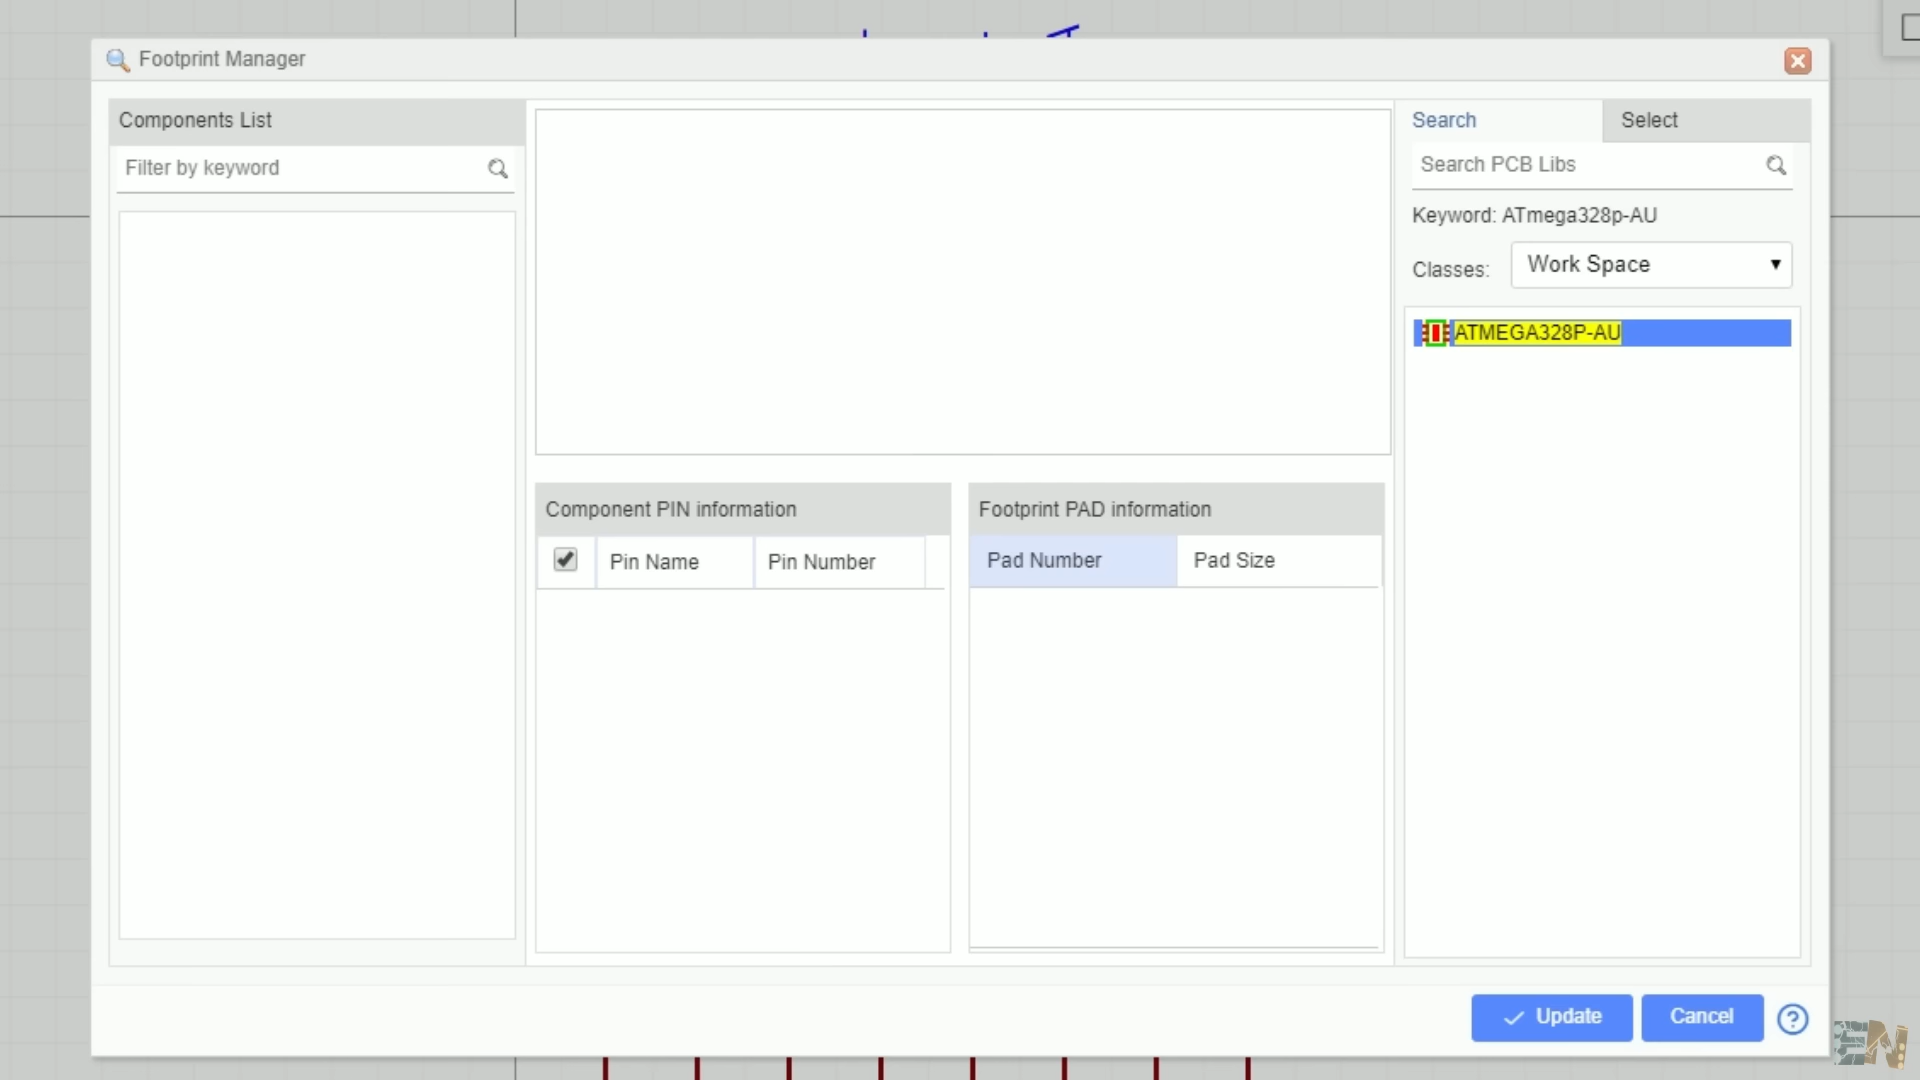 Footprint Manager
Components List
Filter by keyword
Component PIN information
Pin Name
Pin Number
Footprint PAD information
Pad Number
Pad Size
Search
Select
Search PCB Libs
Keyword: ATmega328p-AU
Classes:
Work Space
ATMEGA328P-AU
Update
Cancel
?
EN